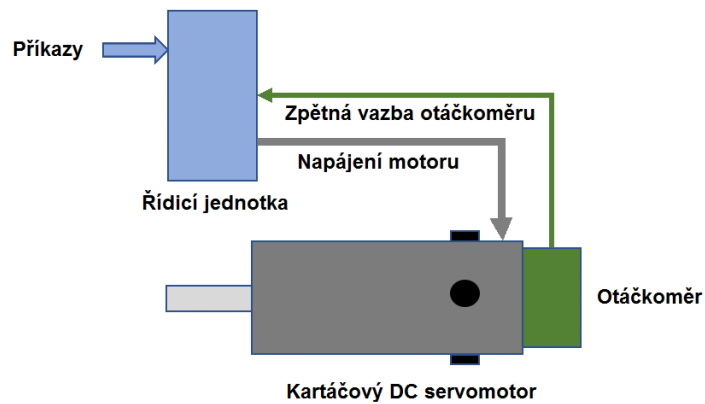 Příkazy
Zpětná vazba otáčkoměru
Napájení motoru
Řídicí jednotka
Otáčkoměr
Kartáčový DC servomotor